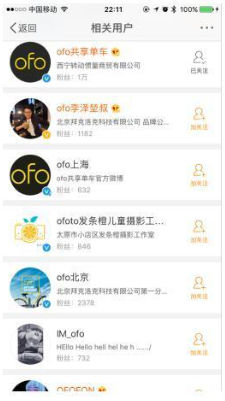 中国移动
22:11
100%
返回
相关用户
ofo
ofo共享单车
西宁转动惯量商贸有限公司
粉丝：1万
已关注
ofo李泽堃叔
北京拜克洛克科技有限公司 品牌公...
粉丝：1182
加关注
ofo
ofo上海
ofo共享单车官方微博
粉丝：632
加关注
ofoto发条橙儿童摄影工...
太原市小店区发条橙摄影工作室
粉丝：646
加关注
ofo北京
北京拜克洛克科技有限公司第一分...
粉丝：2378
加关注
IM_ofo
HEllo Hello hell hel he h ....../
粉丝：732
加关注
OFOFON